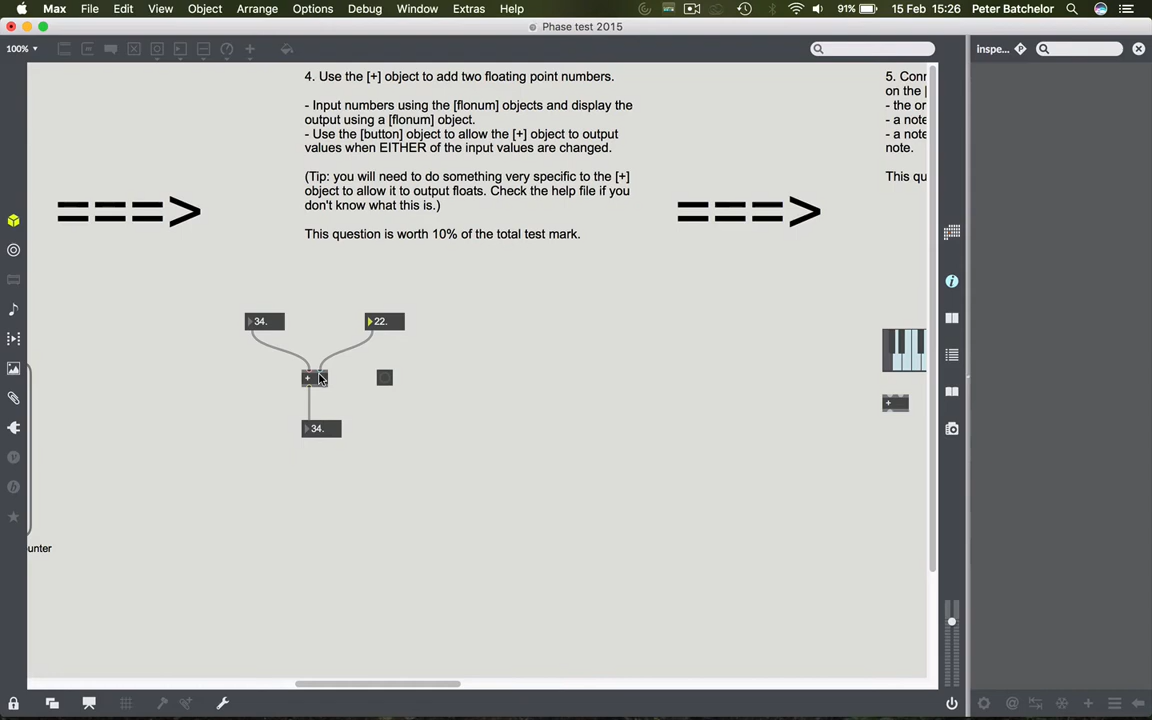 Max File Edit View Object Arrange Options Debug Window Extras Help 91% 15 Feb 15:26 Peter Batchelor
Phase test 2015
100%
inspe...
4. Use the [+] object to add two floating point numbers.
- Input numbers using the [flonum] objects and display the
output using a [flonum] object.
- Use the [button] object to allow the [+] object to output
values when EITHER of the input values are changed.
(Tip: you will need to do something very specific to the [+]
object to allow it to output floats. Check the help file if you
don't know what this is.)
This question is worth 10% of the total test mark.
===>
===>
5. Conn
on the [
- the or
- a note
- a note
note.
This qu
34.
22.
+
34.
+
unter